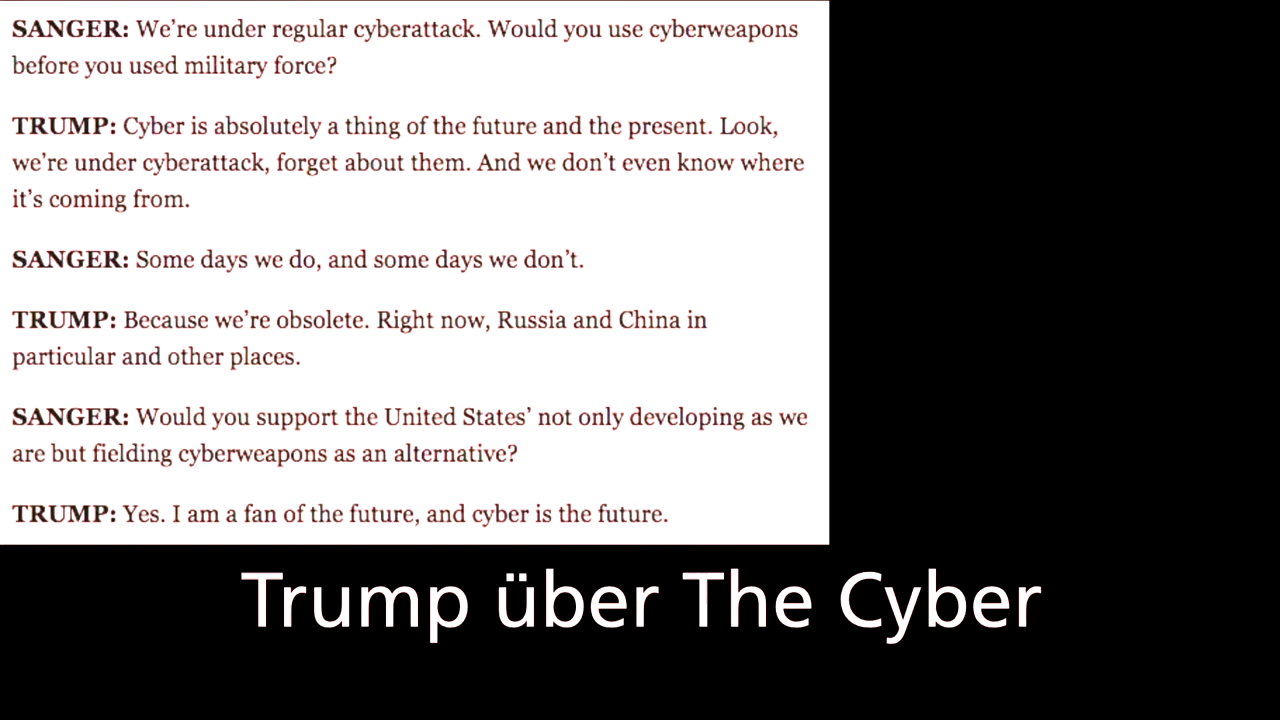 SANGER: We’re under regular cyberattack. Would you use cyberweapons
before you used military force?
TRUMP: Cyber is absolutely a thing of the future and the present. Look,
we’re under cyberattack, forget about them. And we don’t even know where
it’s coming from.
SANGER: Some days we do, and some days we don’t.
TRUMP: Because we’re obsolete. Right now, Russia and China in
particular and other places.
SANGER: Would you support the United States’ not only developing as we
are but fielding cyberweapons as an alternative?
TRUMP: Yes. I am a fan of the future, and cyber is the future.
Trump über The Cyber